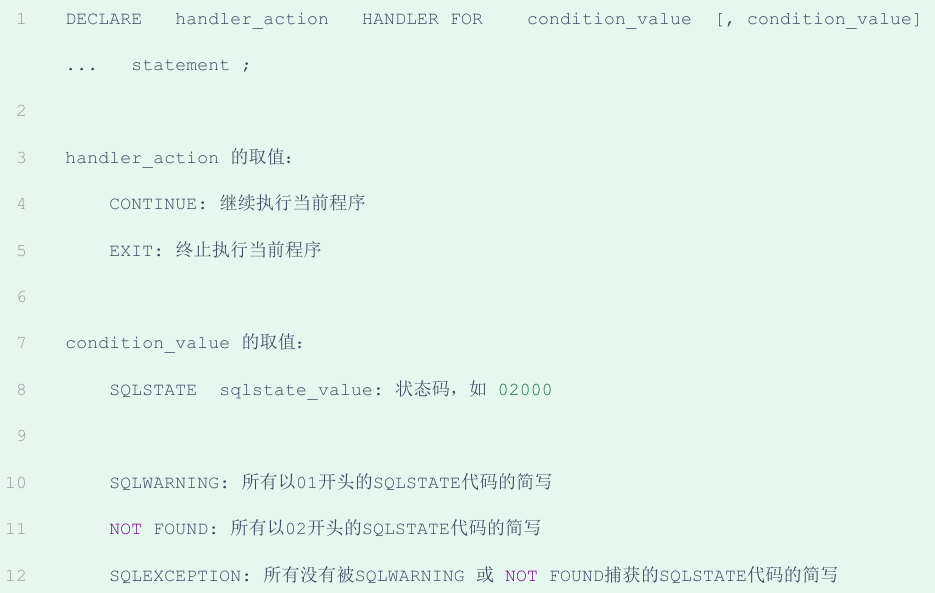 1 DECLARE handler_action HANDLER FOR condition_value [, condition_value]
... statement ;
2
3 handler_action 的取值:
4 CONTINUE: 继续执行当前程序
5 EXIT: 终止执行当前程序
6
7 condition_value 的取值:
8 SQLSTATE sqlstate_value: 状态码，如 02000
9
10 SQLWARNING: 所有以01开头的SQLSTATE代码的简写
11 NOT FOUND: 所有以02开头的SQLSTATE代码的简写
12 SQLEXCEPTION: 所有没有被SQLWARNING 或 NOT FOUND捕获的SQLSTATE代码的简写